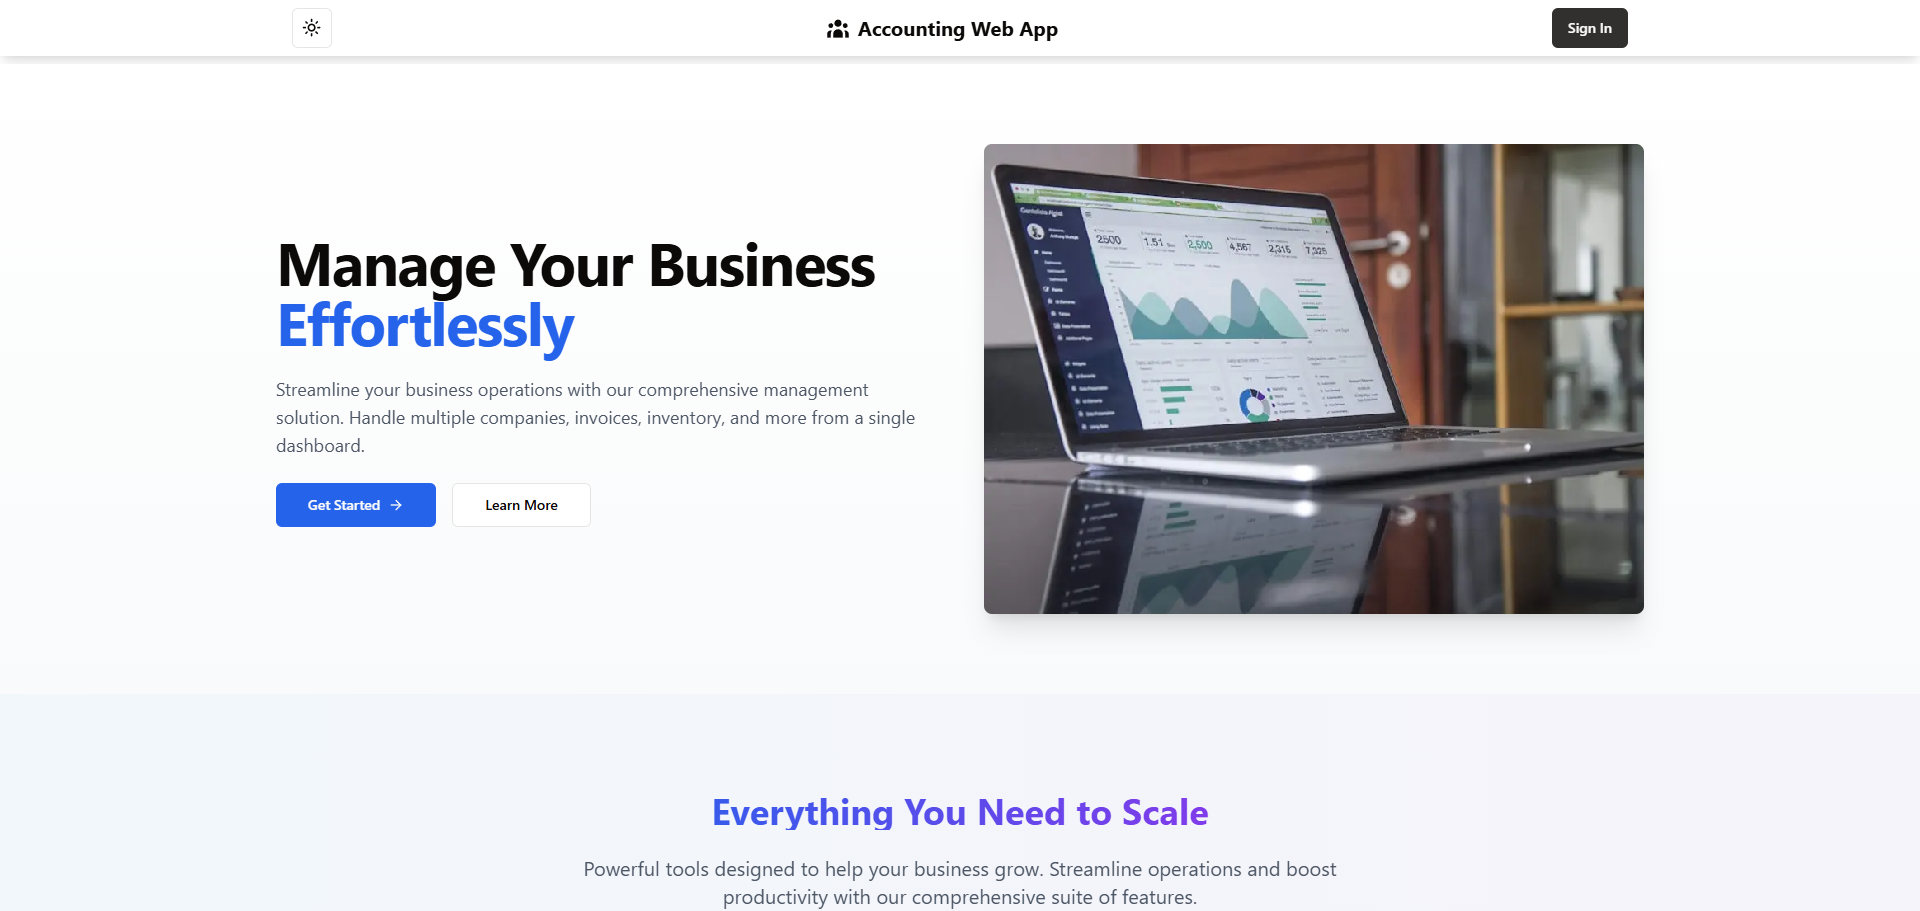 Accounting Web App
Sign In
Manage Your Business
Effortlessly
Streamline your business operations with our comprehensive management
solution. Handle multiple companies, invoices, inventory, and more from a single
dashboard.
Get Started
Learn More
2500
1.51
2,500
4,567
2,315
7,325
Everything You Need to Scale
Powerful tools designed to help your business grow. Streamline operations and boost
productivity with our comprehensive suite of features.